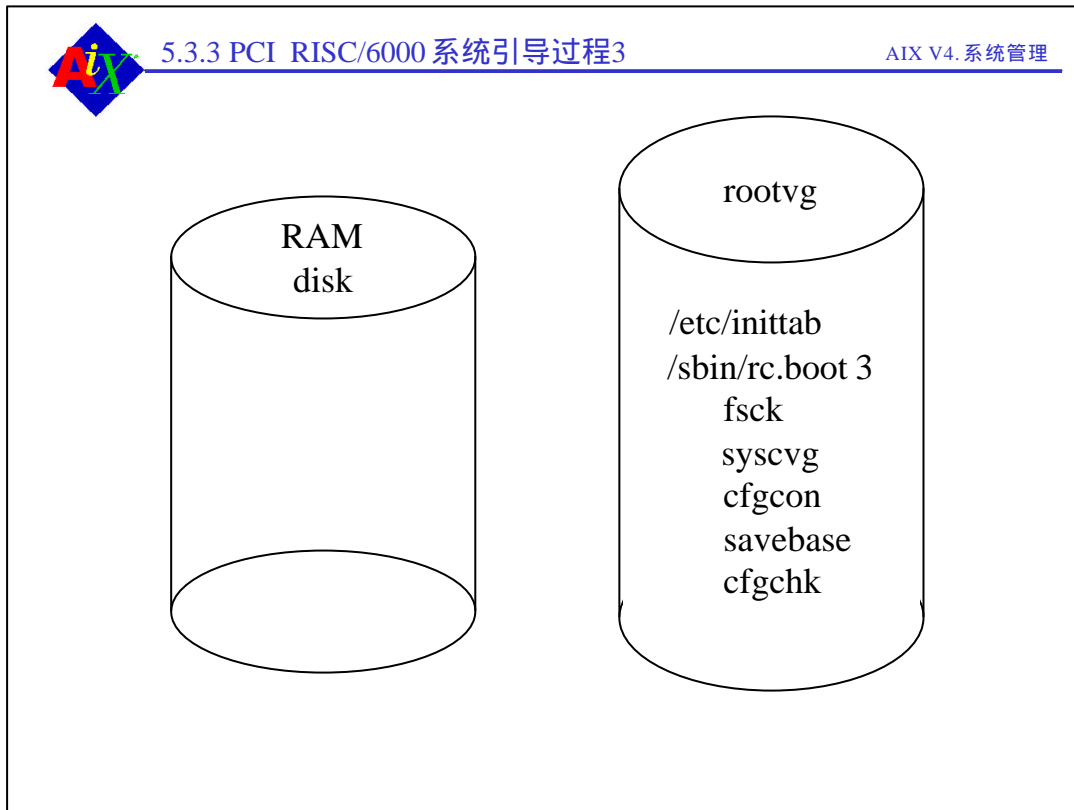 AiX
5.3.3 PCI RISC/6000 系统引导过程3
AIX V4.系统管理
RAM
disk
rootvg
/etc/inittab
/sbin/rc.boot 3
fsck
syscvg
cfgcon
savebase
cfgchk